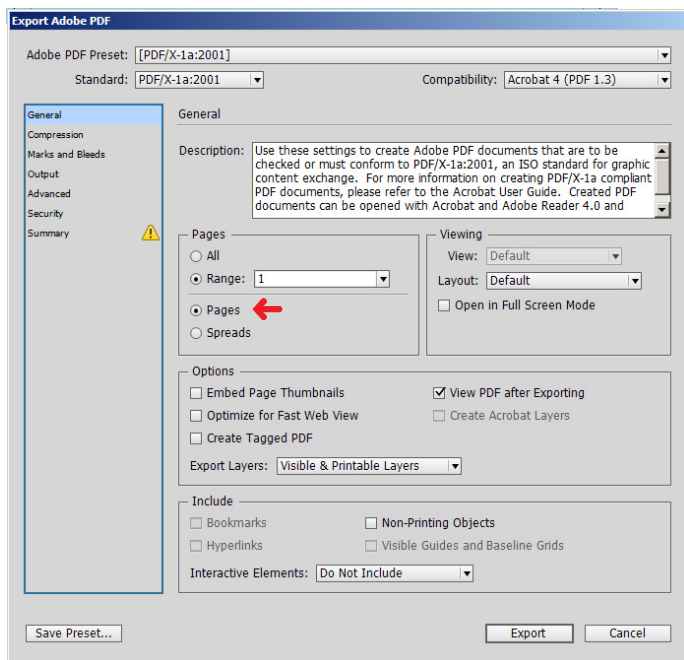 Export Adobe PDF
Adobe PDF Preset: [PDF/X-1a:2001]
Standard: PDF/X-1a:2001 Compatibility: Acrobat 4 (PDF 1.3)
General
Compression
Marks and Bleeds
Output
Advanced
Security
Summary
General
Description: Use these settings to create Adobe PDF documents that are to be
checked or must conform to PDF/X-1a:2001, an ISO standard for graphic
content exchange. For more information on creating PDF/X-1a compliant
PDF documents, please refer to the Acrobat User Guide. Created PDF
documents can be opened with Acrobat and Adobe Reader 4.0 and
Pages
All
Range: 1
Pages
Spreads
Viewing
View: Default
Layout: Default
Open in Full Screen Mode
Options
Embed Page Thumbnails View PDF after Exporting
Optimize for Fast Web View Create Acrobat Layers
Create Tagged PDF
Export Layers: Visible & Printable Layers
Include
Bookmarks Non-Printing Objects
Hyperlinks Visible Guides and Baseline Grids
Interactive Elements: Do Not Include
Save Preset... Export Cancel